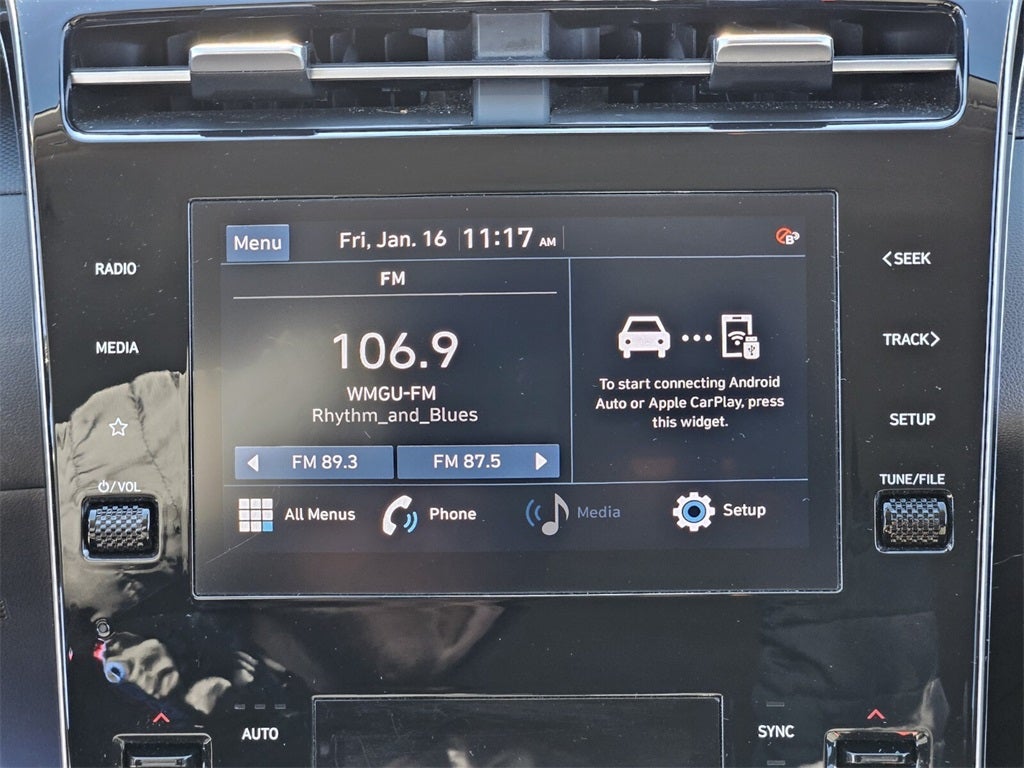 Menu
Fri, Jan. 16 11:17 AM
FM
106.9
WMGU-FM
Rhythm_and_Blues
FM 89.3
FM 87.5
To start connecting Android
Auto or Apple CarPlay, press
this widget.
All Menus
Phone
Media
Setup
RADIO
MEDIA
/VOL
<SEEK
TRACK>
SETUP
TUNE/FILE
AUTO
SYNC